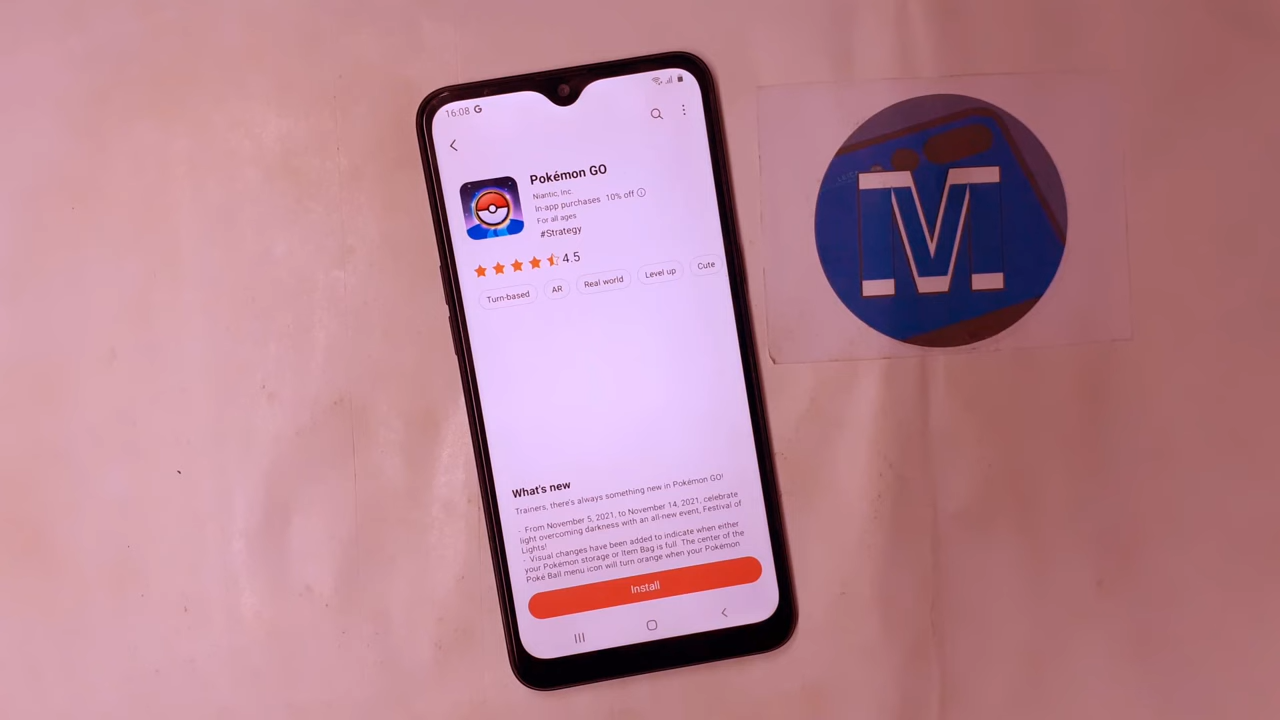 16:08 G
Pokémon GO
Niantic, Inc.
In-app purchases 10% off
For all ages
#Strategy
4.5
Turn-based AR Real world Level up Cute
What's new
Trainers, there's always something new in Pokémon GO!
- From November 5, 2021, to November 14, 2021, celebrate
light overcoming darkness with an all-new event, Festival of
Lights!
- Visual changes have been added to indicate when either
your Pokémon storage or Item Bag is full. The center of the
Poké Ball menu icon will turn orange when your Pokémon
Install
M